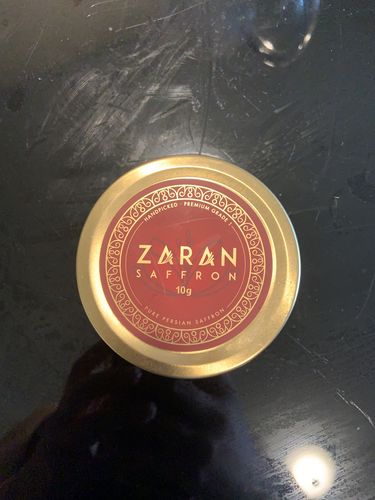 HANDPICKED · PREMIUM GRADE 1
ZARAN
SAFFRON
10g
PURE PERSIAN SAFFRON